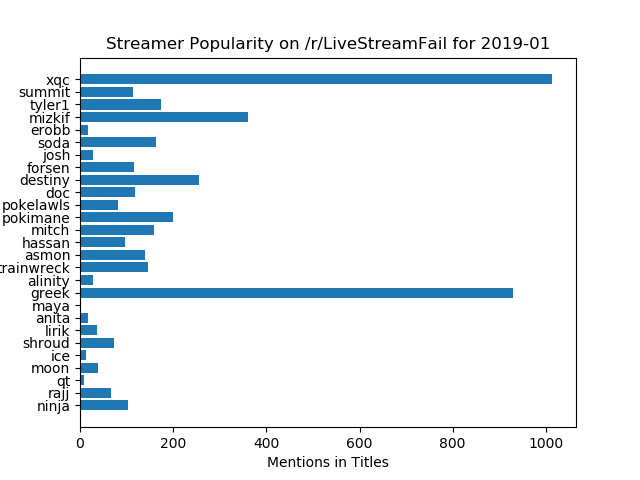 Streamer Popularity on /r/LiveStreamFail for 2019-01
xqc
summit
tyler1
mizkif
erobb
soda
josh
forsen
destiny
doc
pokelawls
pokimane
mitch
hassan
asmon
trainwreck
alinity
greek
maya
anita
lirik
shroud
ice
moon
qt
rajj
ninja
0 200 400 600 800 1000
Mentions in Titles